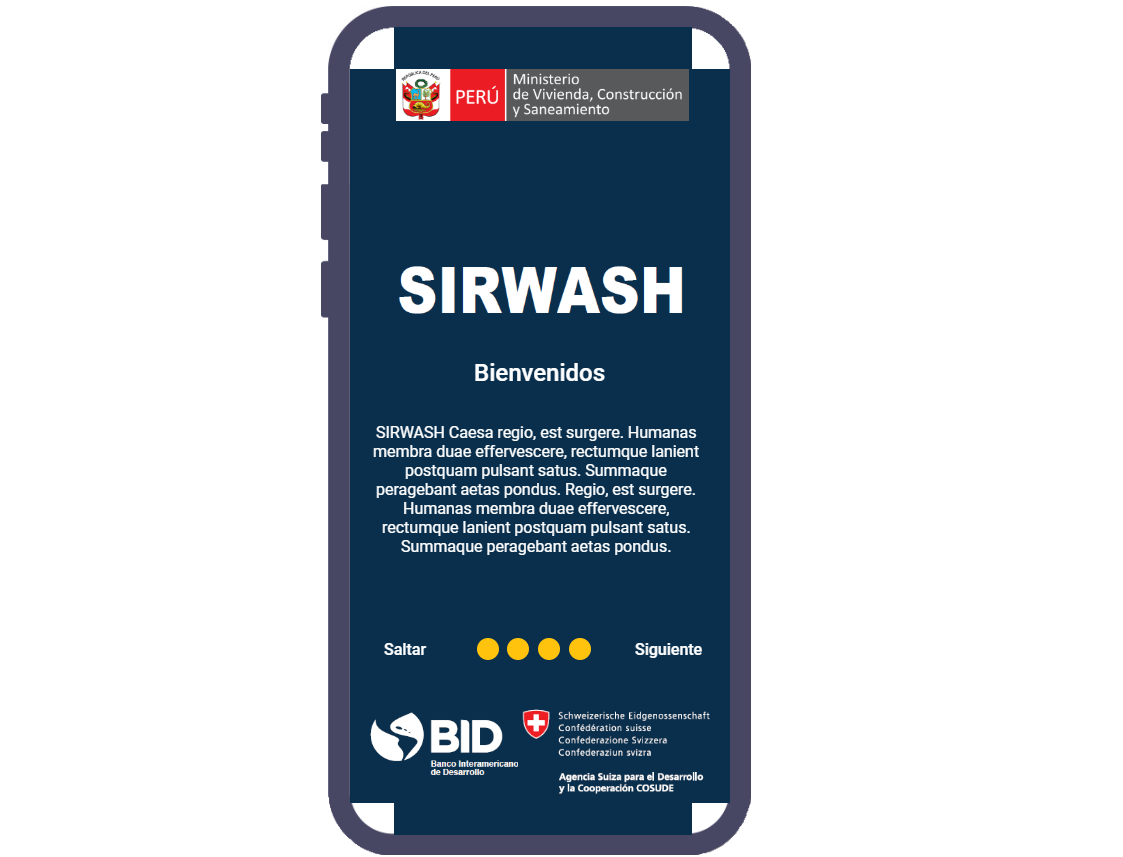 REPÚBLICA DEL PERÚ
PERÚ
Ministerio
de Vivienda, Construcción
y Saneamiento
SIRWASH
Bienvenidos
SIRWASH Caesa regio, est surgere. Humanas
membra duae effervescere, rectumque lanient
postquam pulsant satus. Summaque
peragebant aetas pondus. Regio, est surgere.
Humanas membra duae effervescere,
rectumque lanient postquam pulsant satus.
Summaque peragebant aetas pondus.
Saltar
Siguiente
BID
Banco Interamericano
de Desarrollo
Schweizerische Eidgenossenschaft
Confédération suisse
Confederazione Svizzera
Confederaziun svizra
Agencia Suiza para el Desarrollo
y la Cooperación COSUDE